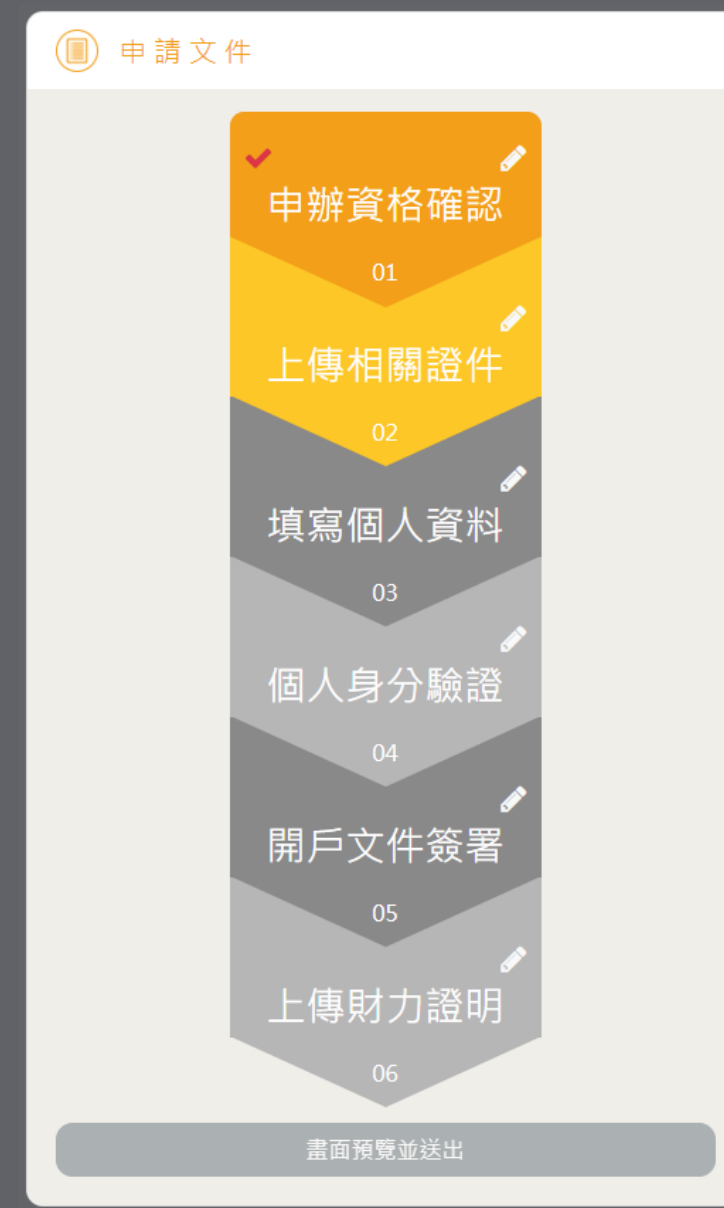 申請文件
申辦資格確認
01
上傳相關證件
02
填寫個人資料
03
個人身分驗證
04
開戶文件簽署
05
上傳財力證明
06
畫面預覽並送出